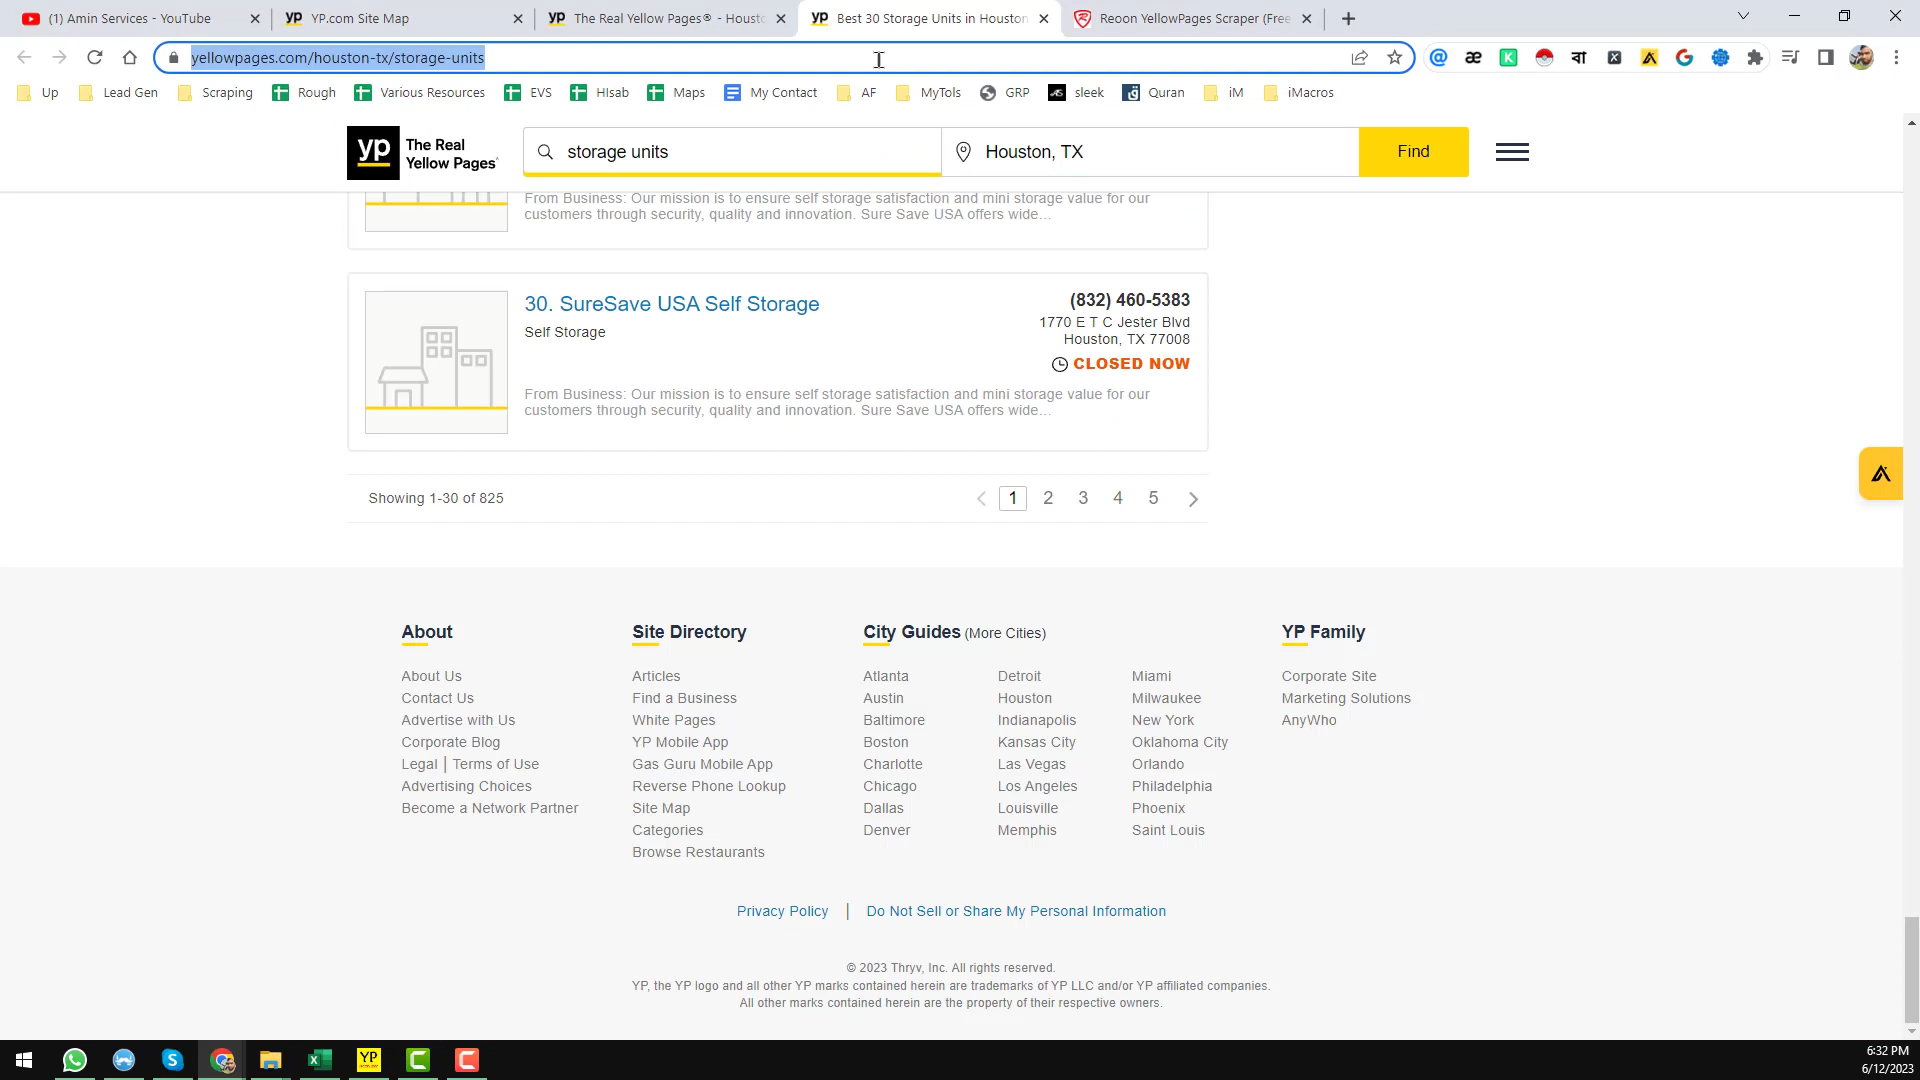 (1) Amin Services - YouTube
YP.com Site Map
The Real Yellow Pages® - Housto
Best 30 Storage Units in Houston
Reoon YellowPages Scraper (Free
yellowpages.com/houston-tx/storage-units
Up
Lead Gen
Scraping
Rough
Various Resources
EVS
HIsab
Maps
My Contact
AF
MyTols
GRP
sleek
Quran
iM
iMacros
yp
The Real
Yellow Pages
storage units
Houston, TX
Find
From Business: Our mission is to ensure self storage satisfaction and mini storage value for our
customers through security, quality and innovation. Sure Save USA offers wide…
30. SureSave USA Self Storage
Self Storage
(832) 460-5383
1770 E T C Jester Blvd
Houston, TX 77008
CLOSED NOW
From Business: Our mission is to ensure self storage satisfaction and mini storage value for our
customers through security, quality and innovation. Sure Save USA offers wide…
Showing 1-30 of 825
1 2 3 4 5
About
About Us
Contact Us
Advertise with Us
Corporate Blog
Legal | Terms of Use
Advertising Choices
Become a Network Partner
Site Directory
Articles
Find a Business
White Pages
YP Mobile App
Gas Guru Mobile App
Reverse Phone Lookup
Site Map
Categories
Browse Restaurants
City Guides (More Cities)
Atlanta
Austin
Baltimore
Boston
Charlotte
Chicago
Dallas
Denver
Detroit
Houston
Indianapolis
Kansas City
Las Vegas
Los Angeles
Louisville
Memphis
Miami
Milwaukee
New York
Oklahoma City
Orlando
Philadelphia
Phoenix
Saint Louis
YP Family
Corporate Site
Marketing Solutions
AnyWho
Privacy Policy | Do Not Sell or Share My Personal Information
© 2023 Thryv, Inc. All rights reserved.
YP, the YP logo and all other YP marks contained herein are trademarks of YP LLC and/or YP affiliated companies.
All other marks contained herein are the property of their respective owners.
YP
6:32 PM
6/12/2023